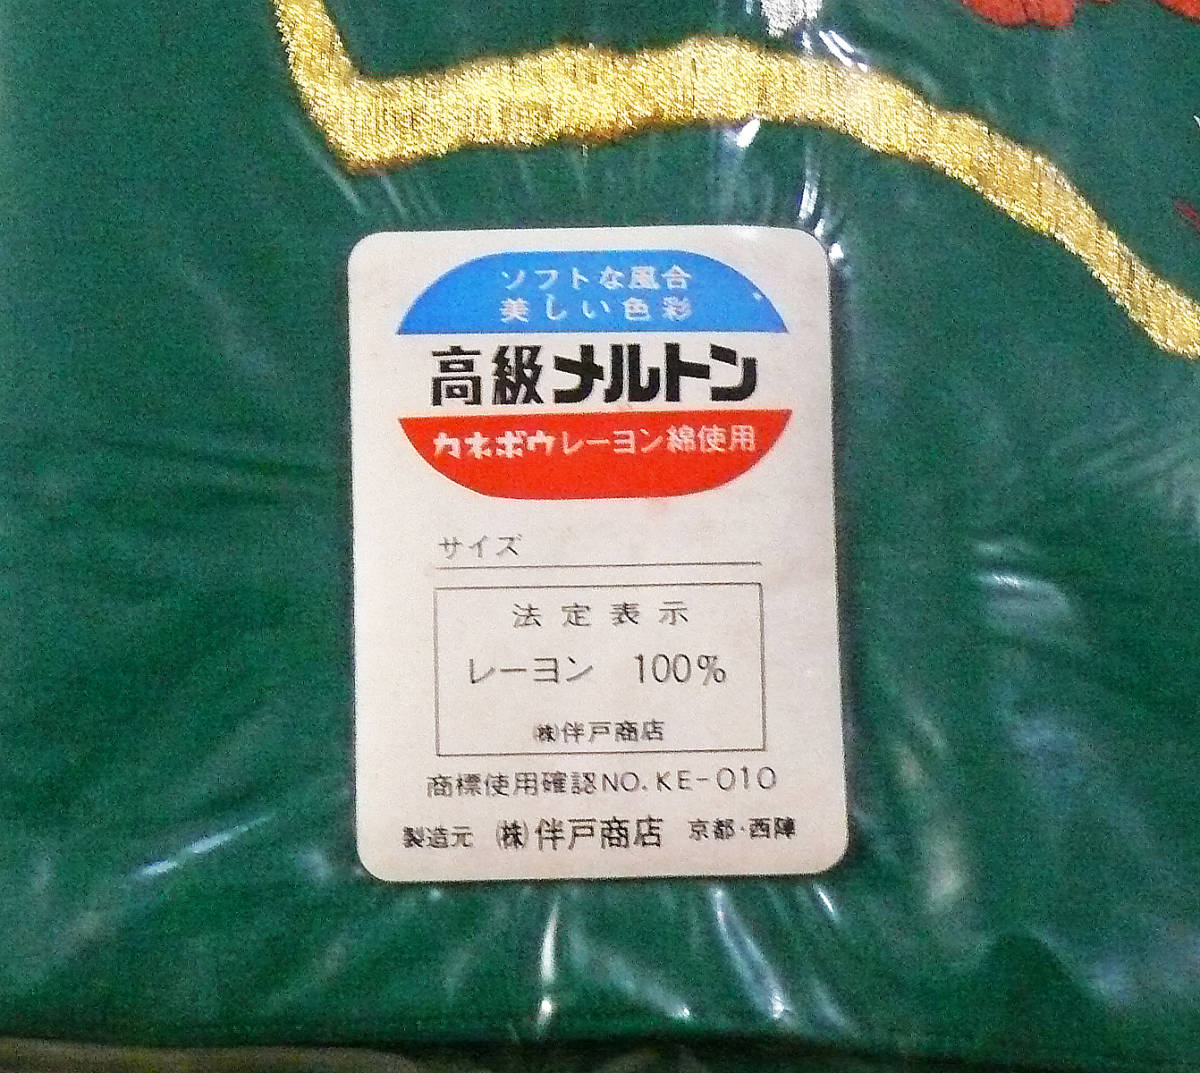 ソフトな風合
美しい色彩
高級メルトン
カネボウレーヨン綿使用
サイズ
法定表示
レーヨン 100%
㈱伴戸商店
商標使用確認NO.KE-010
製造元 (株)伴戸商店 京都・西陣